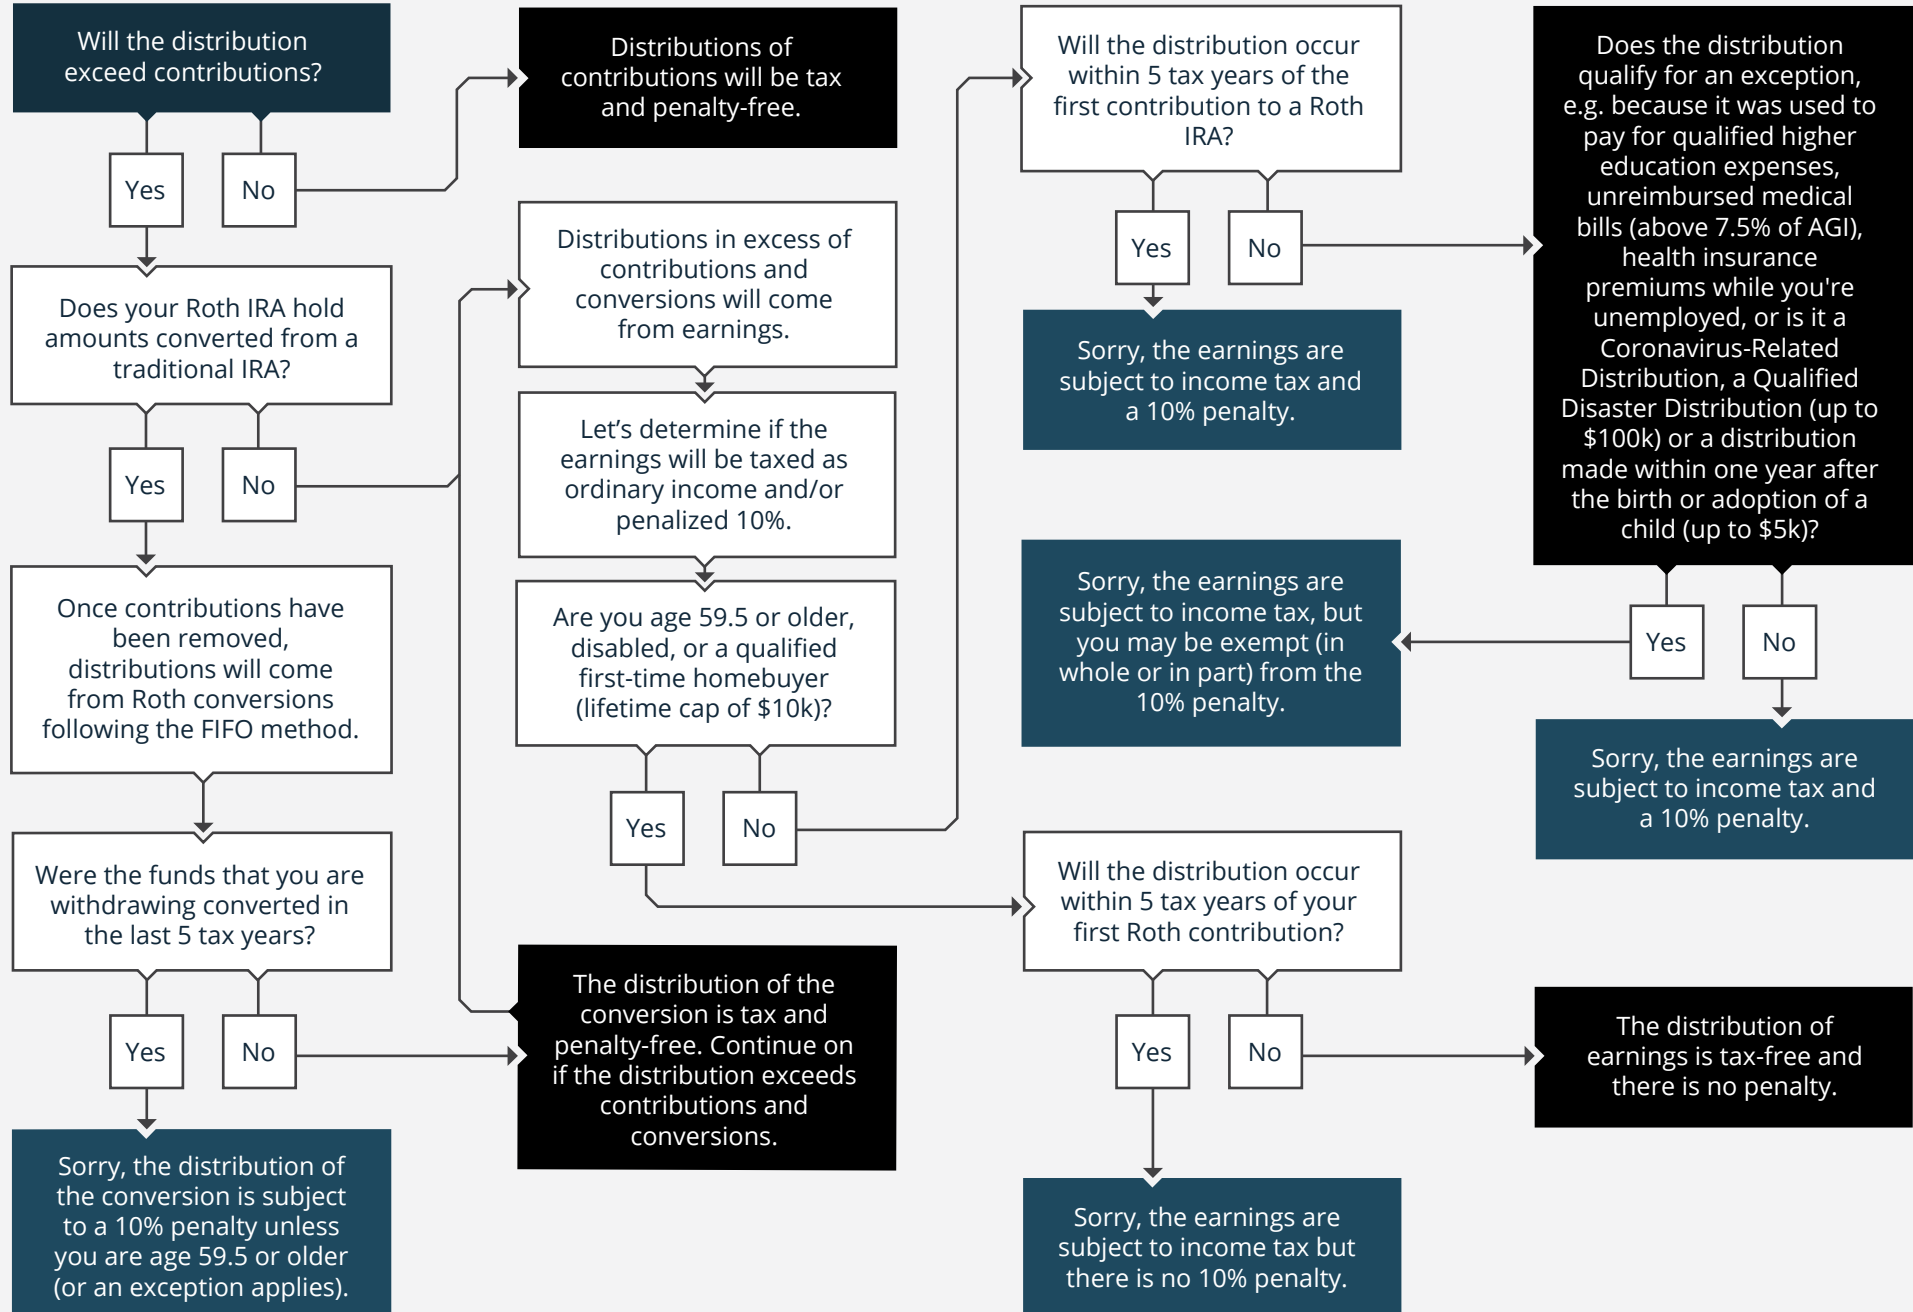 Will the distribution
exceed contributions?
Yes
No
Distributions of
contributions will be tax
and penalty-free.
Does your Roth IRA hold
amounts converted from a
traditional IRA?
Yes
No
Once contributions have
been removed,
distributions will come
from Roth conversions
following the FIFO method.
Were the funds that you are
withdrawing converted in
the last 5 tax years?
Yes
No
Sorry, the distribution of
the conversion is subject
to a 10% penalty unless
you are age 59.5 or older
(or an exception applies).
The distribution of the
conversion is tax and
penalty-free. Continue on
if the distribution exceeds
contributions and
conversions.
Distributions in excess of
contributions and
conversions will come
from earnings.
Let’s determine if the
earnings will be taxed as
ordinary income and/or
penalized 10%.
Are you age 59.5 or older,
disabled, or a qualified
first-time homebuyer
(lifetime cap of $10k)?
Yes
No
Will the distribution occur
within 5 tax years of the
first contribution to a Roth
IRA?
Yes
No
Sorry, the earnings are
subject to income tax and
a 10% penalty.
Does the distribution
qualify for an exception,
e.g. because it was used to
pay for qualified higher
education expenses,
unreimbursed medical
bills (above 7.5% of AGI),
health insurance
premiums while you're
unemployed, or is it a
Coronavirus-Related
Distribution, a Qualified
Disaster Distribution (up to
$100k) or a distribution
made within one year after
the birth or adoption of a
child (up to $5k)?
Yes
No
Sorry, the earnings are
subject to income tax, but
you may be exempt (in
whole or in part) from the
10% penalty.
Sorry, the earnings are
subject to income tax and
a 10% penalty.
Will the distribution occur
within 5 tax years of your
first Roth contribution?
Yes
No
The distribution of
earnings is tax-free and
there is no penalty.
Sorry, the earnings are
subject to income tax but
there is no 10% penalty.